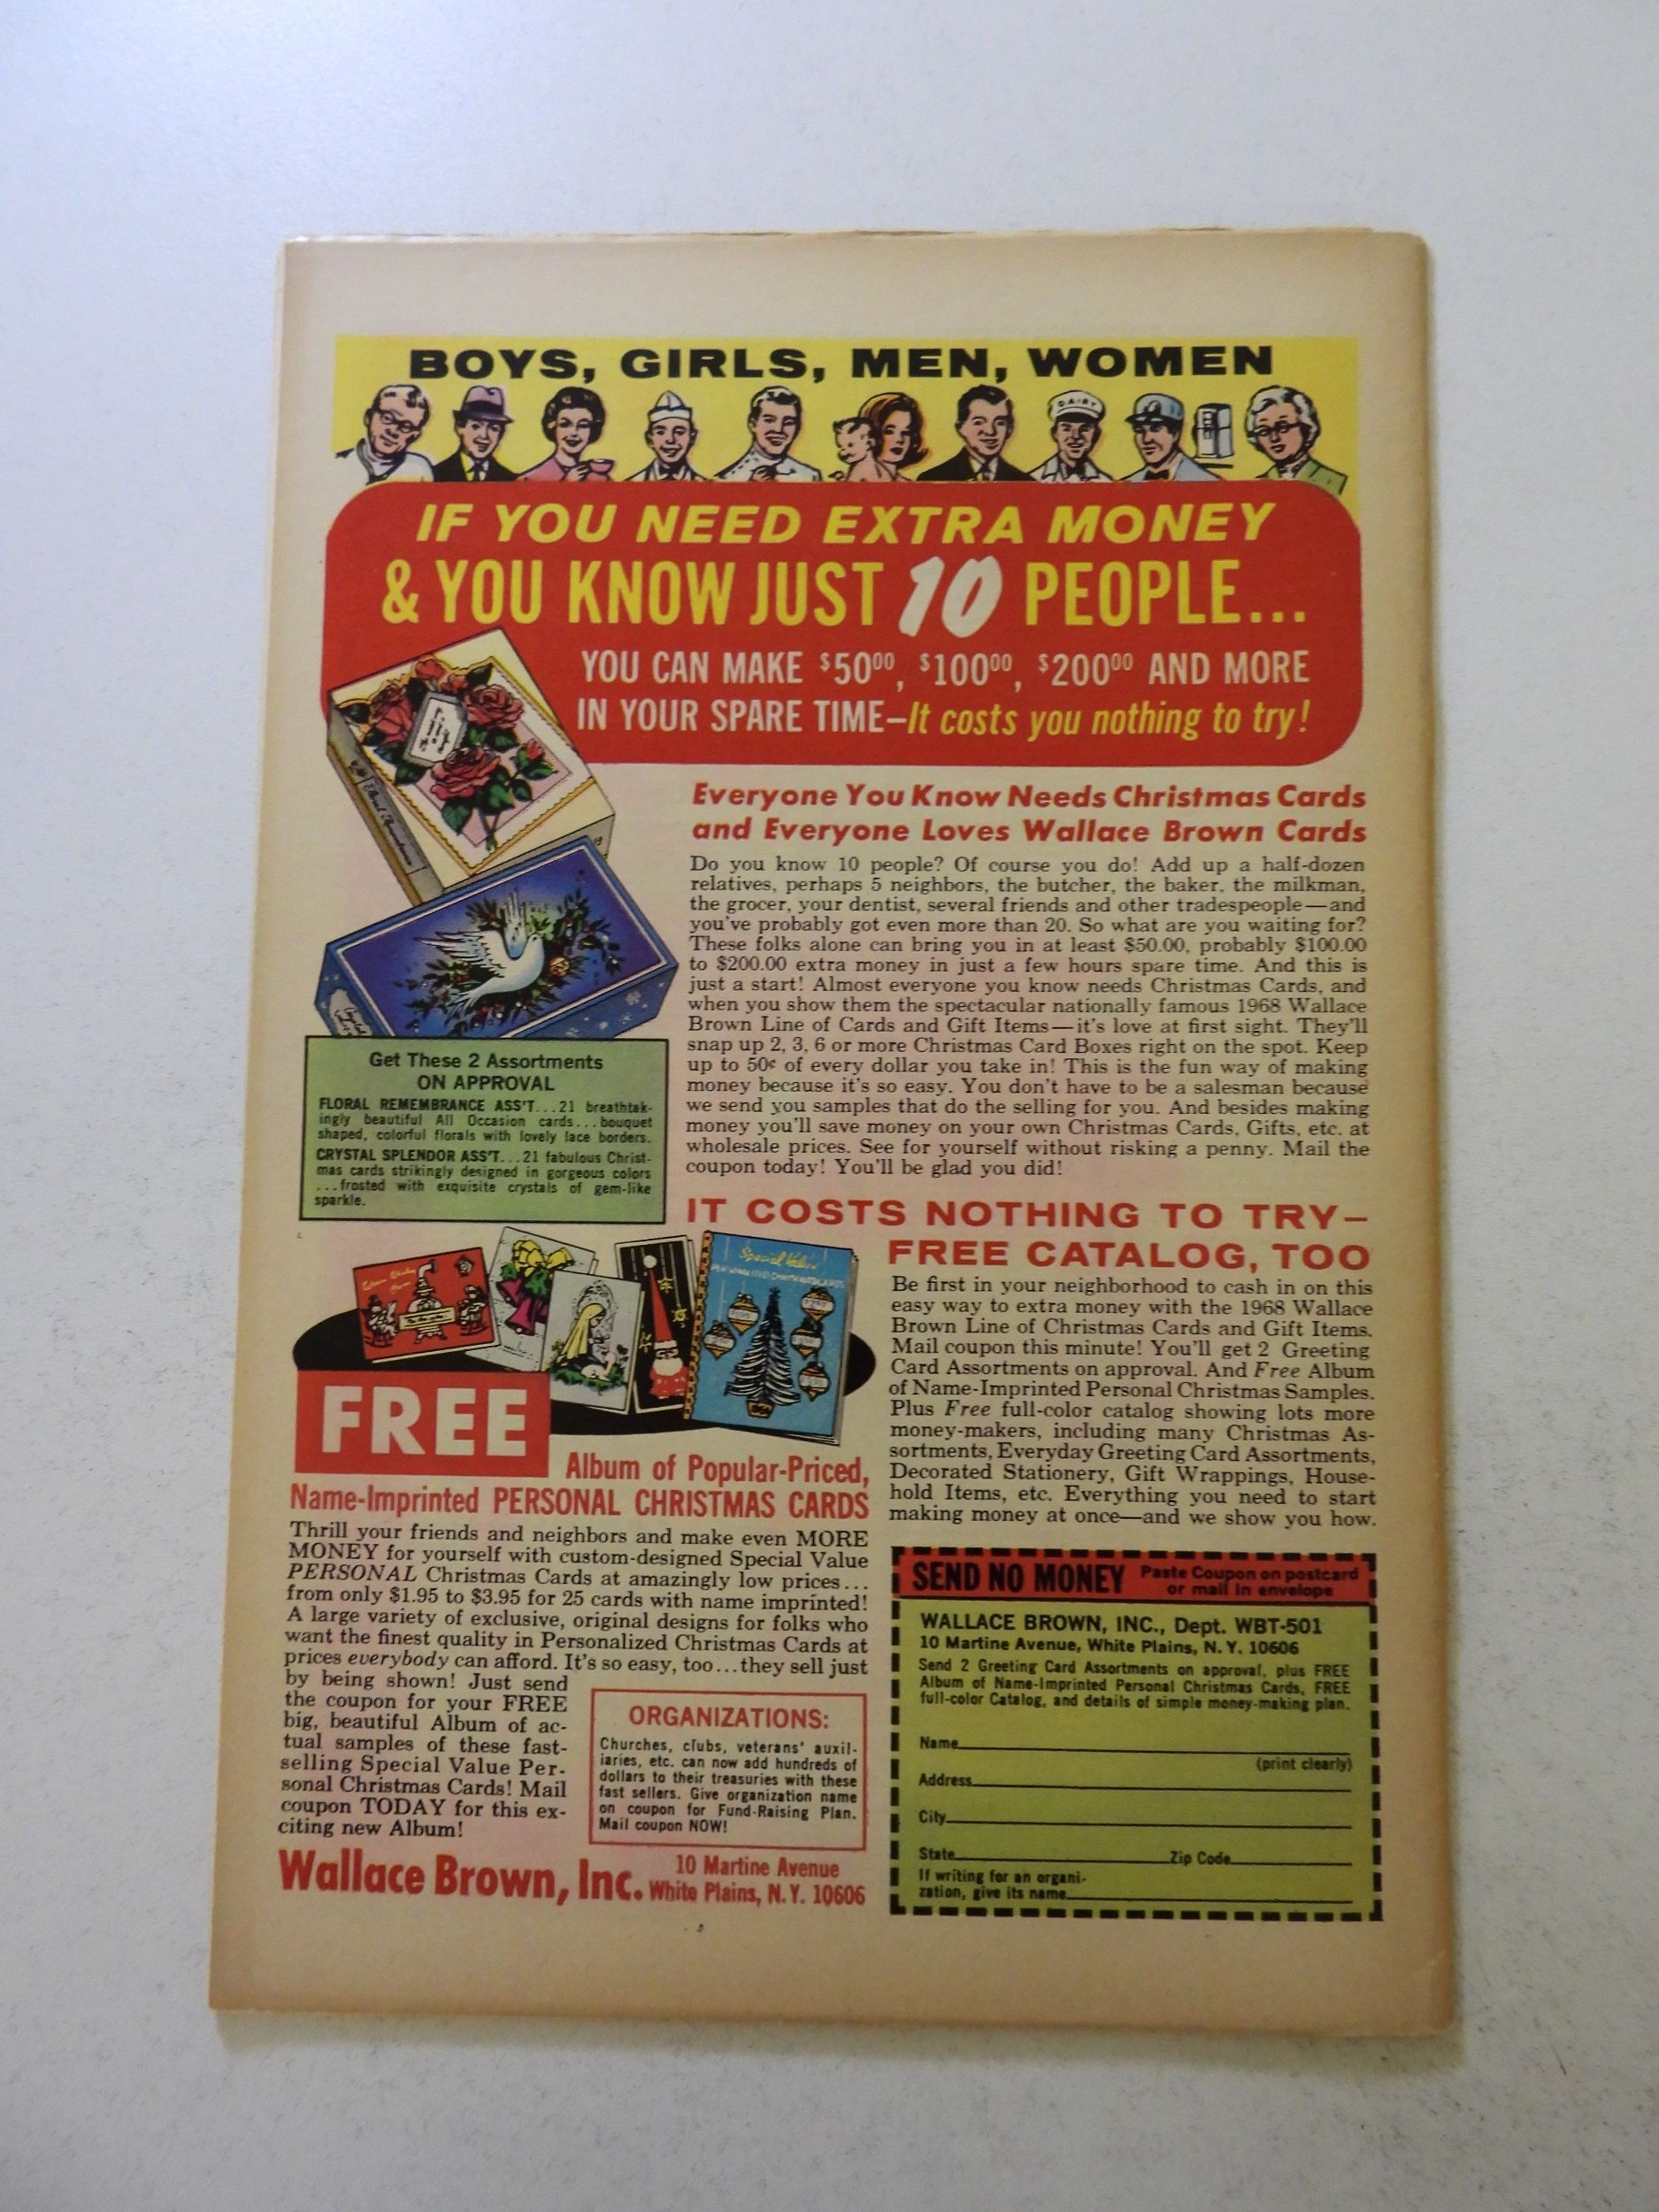 BOYS, GIRLS, MEN, WOMEN
DAIRY
IF YOU NEED EXTRA MONEY
& YOU KNOW JUST 10 PEOPLE...
YOU CAN MAKE $50⁰⁰, $100⁰⁰, $200⁰⁰ AND MORE
IN YOUR SPARE TIME—It costs you nothing to try!
Everyone You Know Needs Christmas Cards
and Everyone Loves Wallace Brown Cards
Do you know 10 people? Of course you do! Add up a half-dozen
relatives, perhaps 5 neighbors, the butcher, the baker, the milkman,
the grocer, your dentist, several friends and other tradespeople—and
you've probably got even more than 20. So what are you waiting for?
These folks alone can bring you in at least $50.00, probably $100.00
to $200.00 extra money in just a few hours spare time. And this is
just a start! Almost everyone you know needs Christmas Cards, and
when you show them the spectacular nationally famous 1968 Wallace
Brown Line of Cards and Gift Items—it's love at first sight. They'll
snap up 2, 3, 6 or more Christmas Card Boxes right on the spot. Keep
up to 50¢ of every dollar you take in! This is the fun way of making
money because it's so easy. You don't have to be a salesman because
we send you samples that do the selling for you. And besides making
money you'll save money on your own Christmas Cards, Gifts, etc. at
wholesale prices. See for yourself without risking a penny. Mail the
coupon today! You'll be glad you did!
Get These 2 Assortments
ON APPROVAL
FLORAL REMEMBRANCE ASS'T...21 breathtak-
ingly beautiful All Occasion cards...bouquet
shaped, colorful florals with lovely lace borders.
CRYSTAL SPLENDOR ASS'T...21 fabulous Christ-
mas cards strikingly designed in gorgeous colors
...frosted with exquisite crystals of gem-like
sparkle.
IT COSTS NOTHING TO TRY—
FREE CATALOG, TOO
Be first in your neighborhood to cash in on this
easy way to extra money with the 1968 Wallace
Brown Line of Christmas Cards and Gift Items.
Mail coupon this minute! You'll get 2 Greeting
Card Assortments on approval. And Free Album
of Name-Imprinted Personal Christmas Samples.
Plus Free full-color catalog showing lots more
money-makers, including many Christmas As-
sortments, Everyday Greeting Card Assortments,
Decorated Stationery, Gift Wrappings, House-
hold Items, etc. Everything you need to start
making money at once—and we show you how.
Special Value
FREE
Album of Popular-Priced,
Name-Imprinted PERSONAL CHRISTMAS CARDS
Thrill your friends and neighbors and make even MORE
MONEY for yourself with custom-designed Special Value
PERSONAL Christmas Cards at amazingly low prices...
from only $1.95 to $3.95 for 25 cards with name imprinted!
A large variety of exclusive, original designs for folks who
want the finest quality in Personalized Christmas Cards at
prices everybody can afford. It's so easy, too...they sell just
by being shown! Just send
the coupon for your FREE
big, beautiful Album of ac-
tual samples of these fast-
selling Special Value Per-
sonal Christmas Cards! Mail
coupon TODAY for this ex-
citing new Album!
ORGANIZATIONS:
Churches, clubs, veterans' auxil-
iaries, etc. can now add hundreds of
dollars to their treasuries with these
fast sellers. Give organization name
on coupon for Fund-Raising Plan.
Mail coupon NOW!
Wallace Brown, Inc. 10 Martine Avenue
White Plains, N.Y. 10606
SEND NO MONEY Paste Coupon on postcard
or mail in envelope
WALLACE BROWN, INC., Dept. WBT-501
10 Martine Avenue, White Plains, N.Y. 10606
Send 2 Greeting Card Assortments on approval, plus FREE
Album of Name-Imprinted Personal Christmas Cards, FREE
full-color Catalog, and details of simple money-making plan.
Name
(print clearly)
Address
City
State Zip Code
If writing for an organi-
zation, give its name